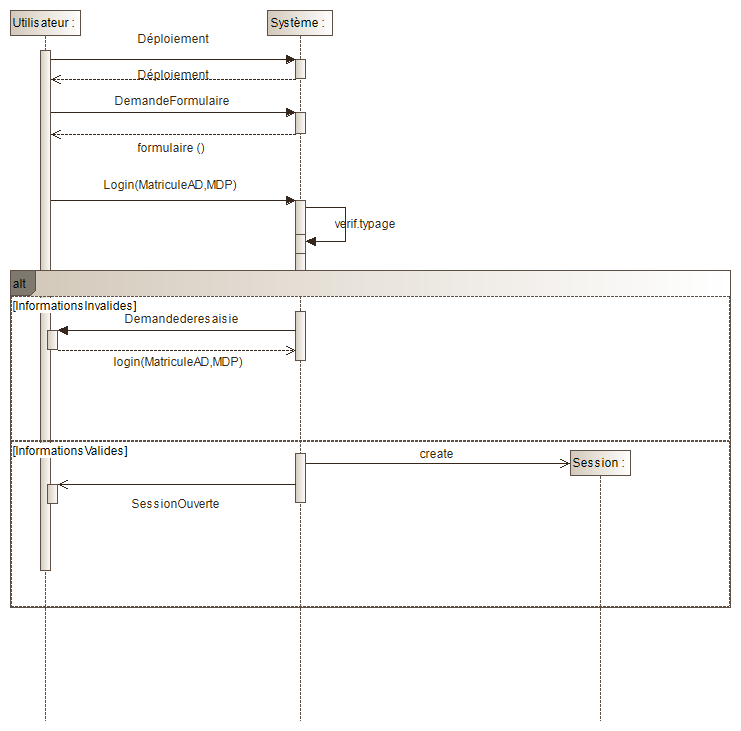 Utilisateur :
Système :
Déploiement
Déploiement
DemandeFormulaire
formulaire ()
Login(MatriculeAD,MDP)
verif.typage
alt
[InformationsInvalides]
Demandederesaisie
login(MatriculeAD,MDP)
[InformationsValides]
create
Session :
SessionOuverte